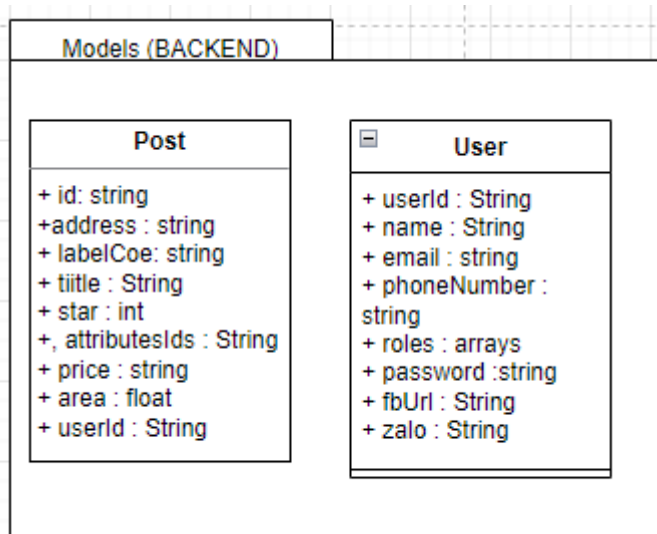 Models (BACKEND)
Post
+ id: string
+address : string
+ labelCoe: string
+ tiitle : String
+ star : int
+, attributesIds : String
+ price : string
+ area : float
+ userId : String
User
+ userId : String
+ name : String
+ email : string
+ phoneNumber :
string
+ roles : arrays
+ password :string
+ fbUrl : String
+ zalo : String